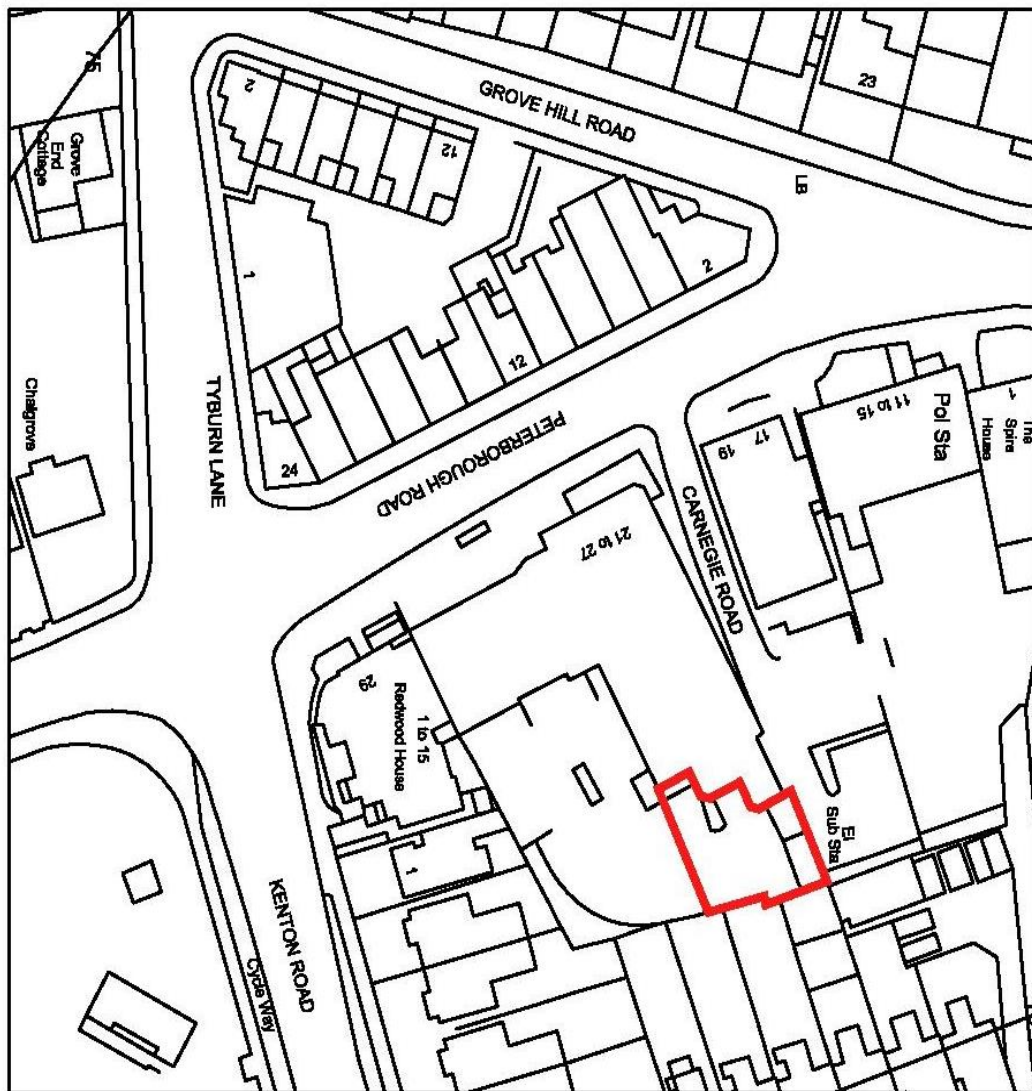 75
Grove
End
Cottage
2
12
GROVE HILL ROAD
23
LB
1
2
12
24
TYBURN LANE
Chalgrove
PETERBOROUGH ROAD
17
19
11 to 15
Pol Sta
1
The
Spire
House
CARNEGIE ROAD
21 to 27
29
1 to 15
Redwood House
1
El
Sub Sta
KENTON ROAD
Cycle Way